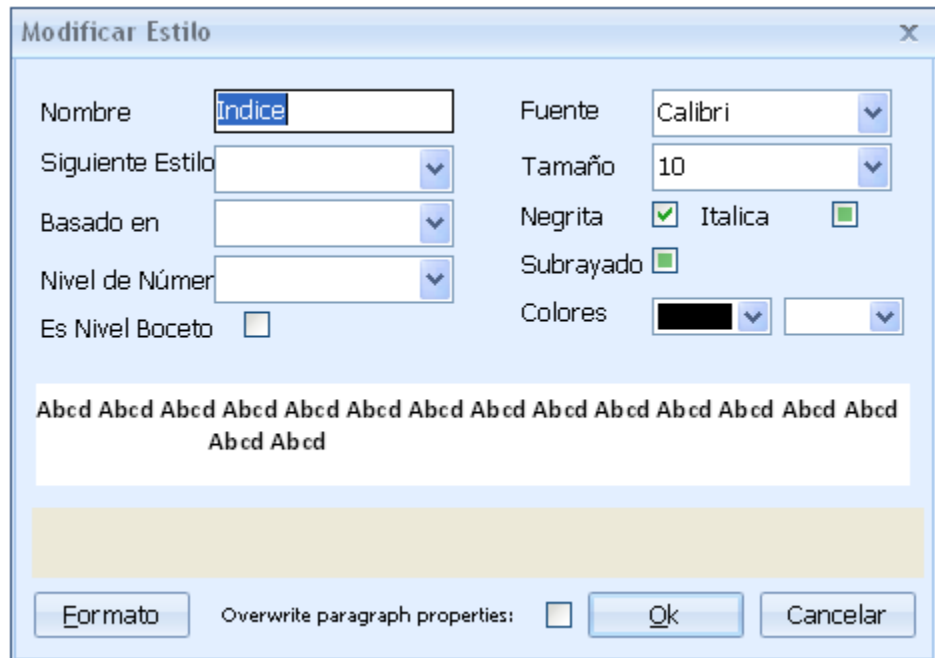 Modificar Estilo
Nombre
Indice
Siguiente Estilo
Basado en
Nivel de Númer
Es Nivel Boceto
Fuente
Calibri
Tamaño
10
Negrita
Italica
Subrayado
Colores
Abcd Abcd Abcd Abcd Abcd Abcd Abcd Abcd Abcd Abcd Abcd Abcd Abcd Abcd
Abcd Abcd
Formato
Overwrite paragraph properties:
Ok
Cancelar